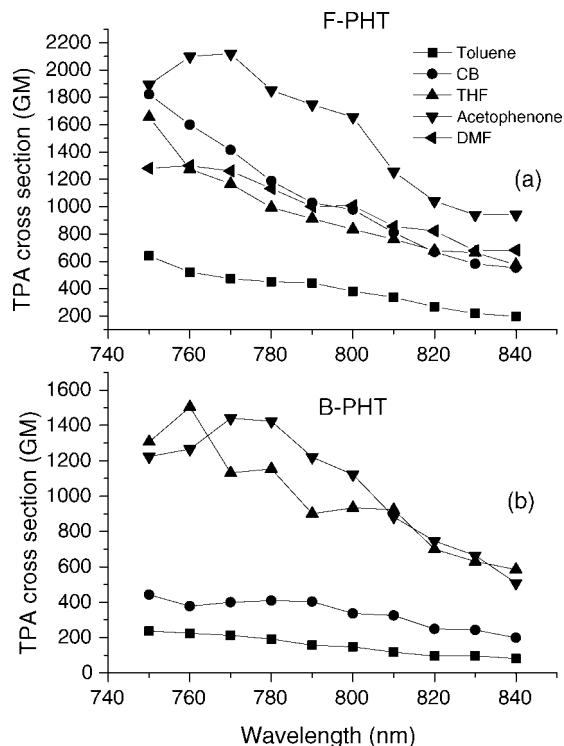 F-PHT
2200
2000
1800
1600
1400
1200
1000
800
600
400
200
TPA cross section (GM)
Toluene
CB
THF
Acetophenone
DMF
(a)
740 760 780 800 820 840
B-PHT
1600
1400
1200
1000
800
600
400
200
0
TPA cross section (GM)
(b)
740 760 780 800 820 840
Wavelength (nm)